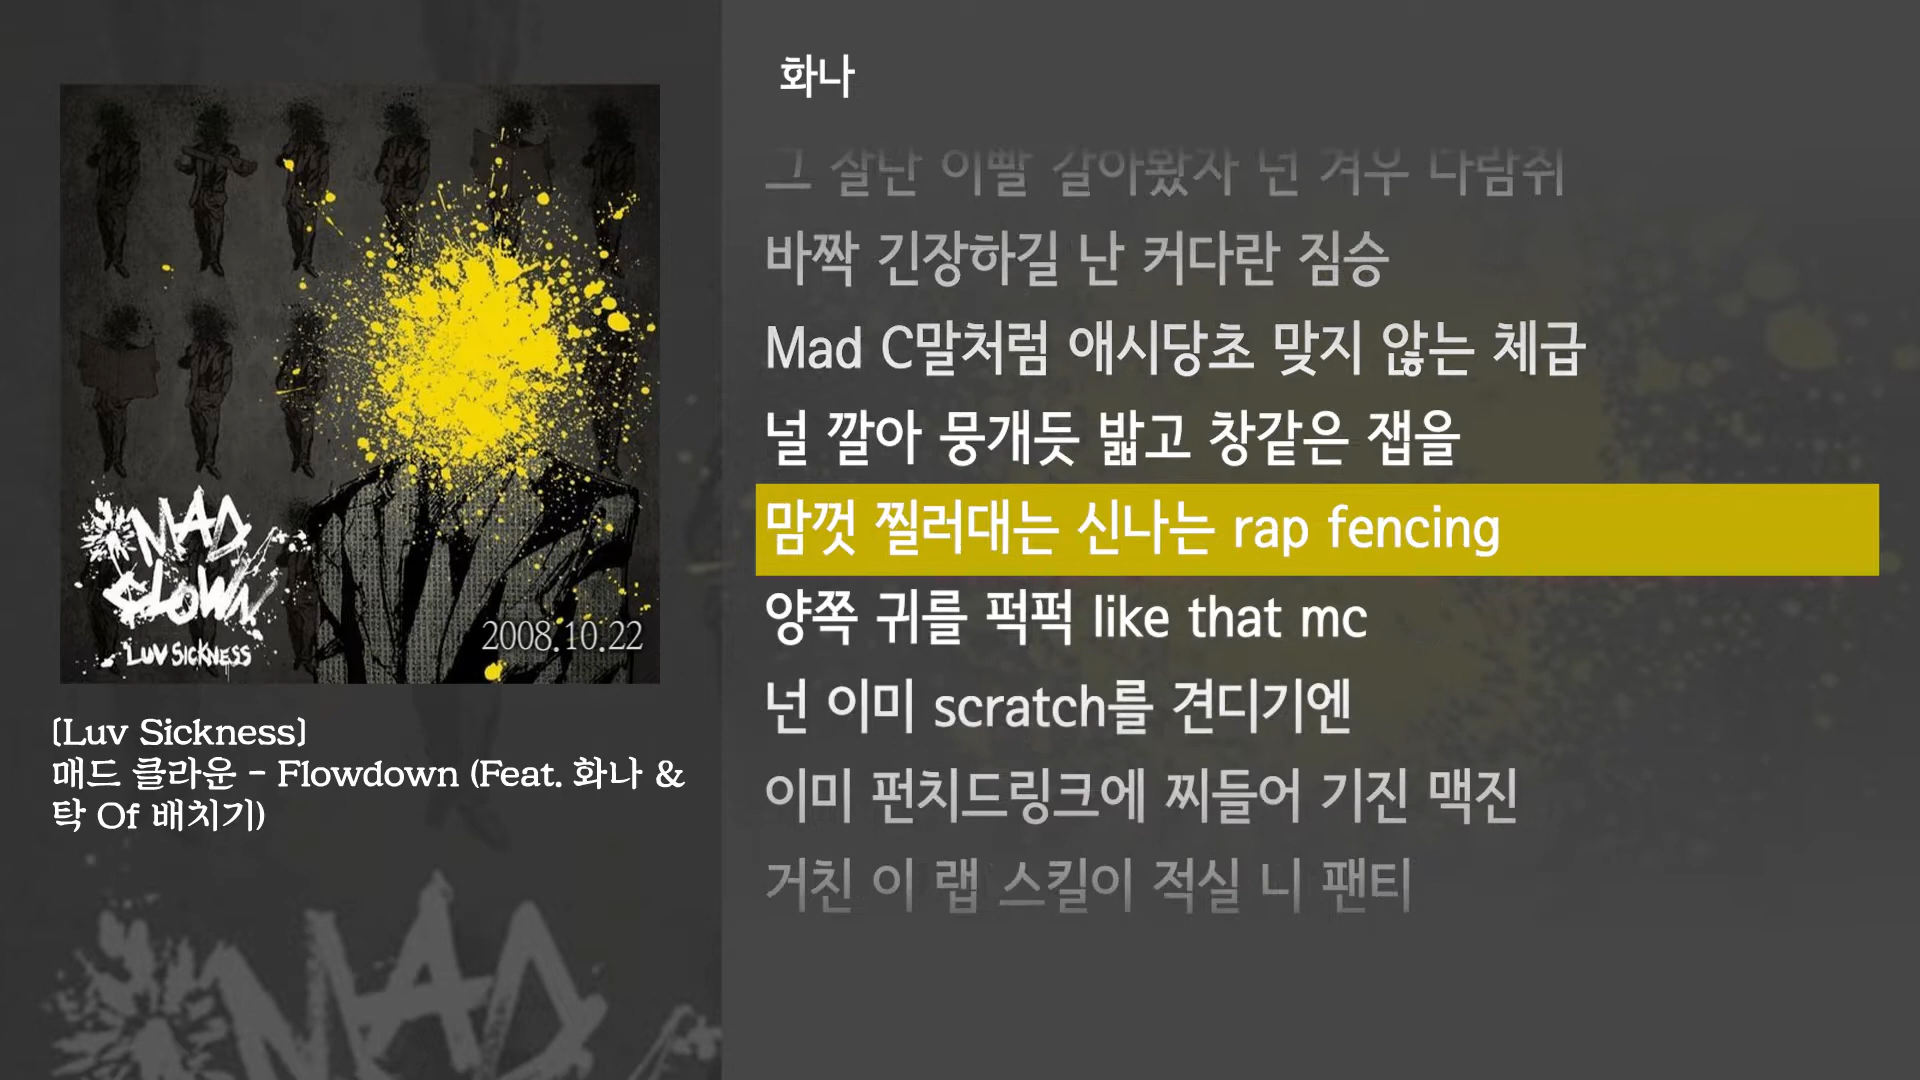 MAD
CLOWN
LUV SICKNESS
2008.10.22
[Luv Sickness]
매드 클라운 - Flowdown (Feat. 화나 &
탁 Of 배치기)
화나
그 잘난 이빨 갈아봤자 넌 겨우 다람쥐
바짝 긴장하길 난 커다란 짐승
Mad C말처럼 애시당초 맞지 않는 체급
널 깔아 뭉개듯 밟고 창같은 잽을
맘껏 찔러대는 신나는 rap fencing
양쪽 귀를 퍽퍽 like that mc
넌 이미 scratch를 견디기엔
이미 펀치드링크에 찌들어 기진 맥진
거친 이 랩 스킬이 적실 니 팬티
MAD